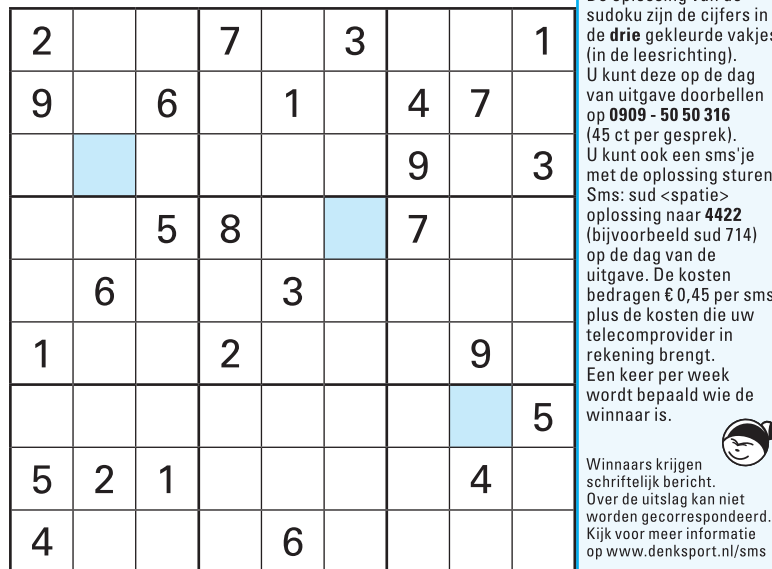 2 7 3 1
9 6 1 4 7
9 3
5 8 7
6 3
1 2 9
5
5 2 1 4
4 6
sudoku zijn de cijfers in
de drie gekleurde vakjes
(in de leesrichting).
U kunt deze op de dag
van uitgave doorbellen
op 0909 - 50 50 316
(45 ct per gesprek).
U kunt ook een sms'je
met de oplossing sturen
Sms: sud <spatie>
oplossing naar 4422
(bijvoorbeeld sud 714)
op de dag van de
uitgave. De kosten
bedragen € 0,45 per sms
plus de kosten die uw
telecomprovider in
rekening brengt.
Een keer per week
wordt bepaald wie de
winnaar is.
Winnaars krijgen
schriftelijk bericht.
Over de uitslag kan niet
worden gecorrespondeerd.
Kijk voor meer informatie
op www.denksport.nl/sms